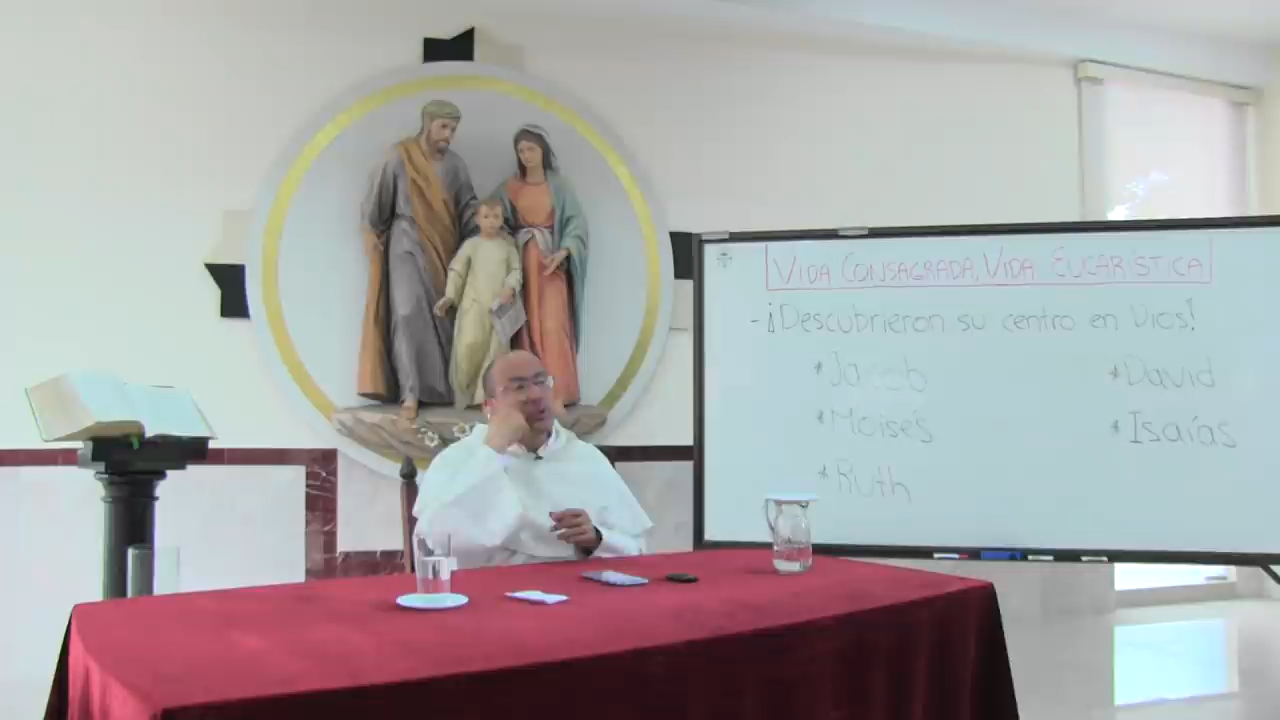 VIDA CONSAGRADA, VIDA EUCARÍSTICA
-¡Descubrieron su centro en Dios!
*Jacob
*Moisés
*Ruth
*David
*Isaías